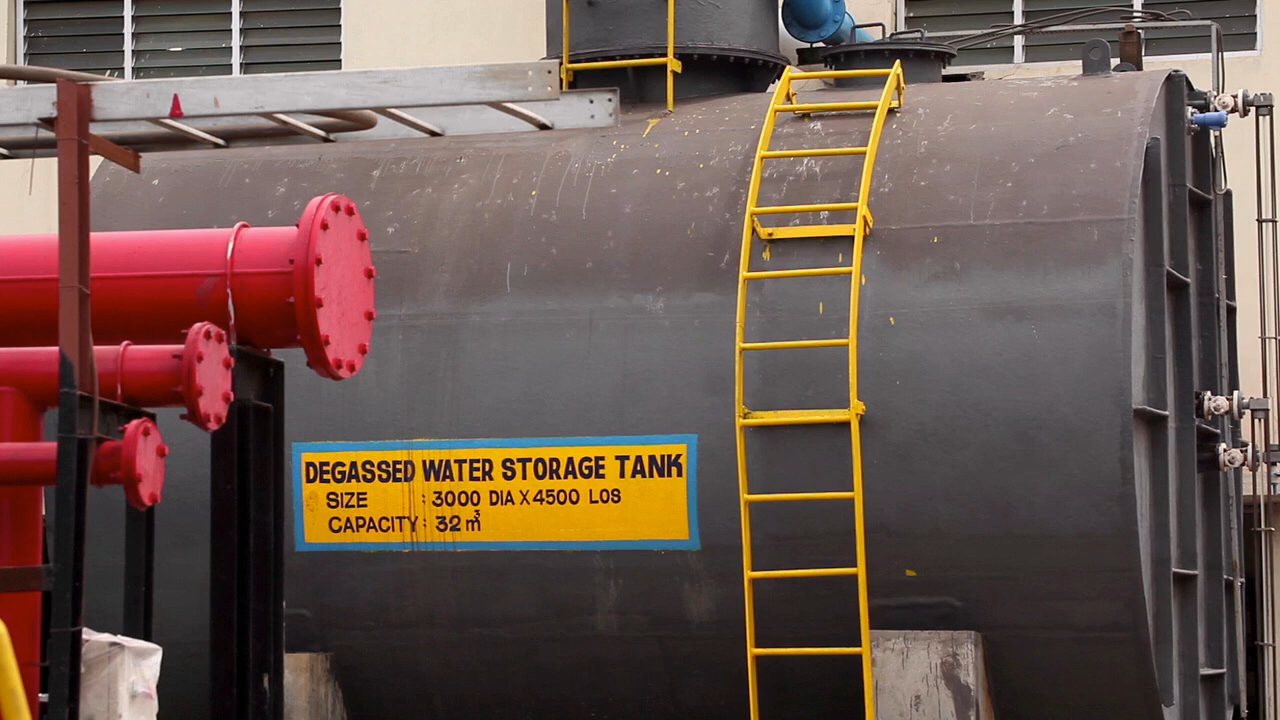 DEGASSED WATER STORAGE TANK
SIZE : 3000 DIA X 4500 LOS
CAPACITY : 32 m³